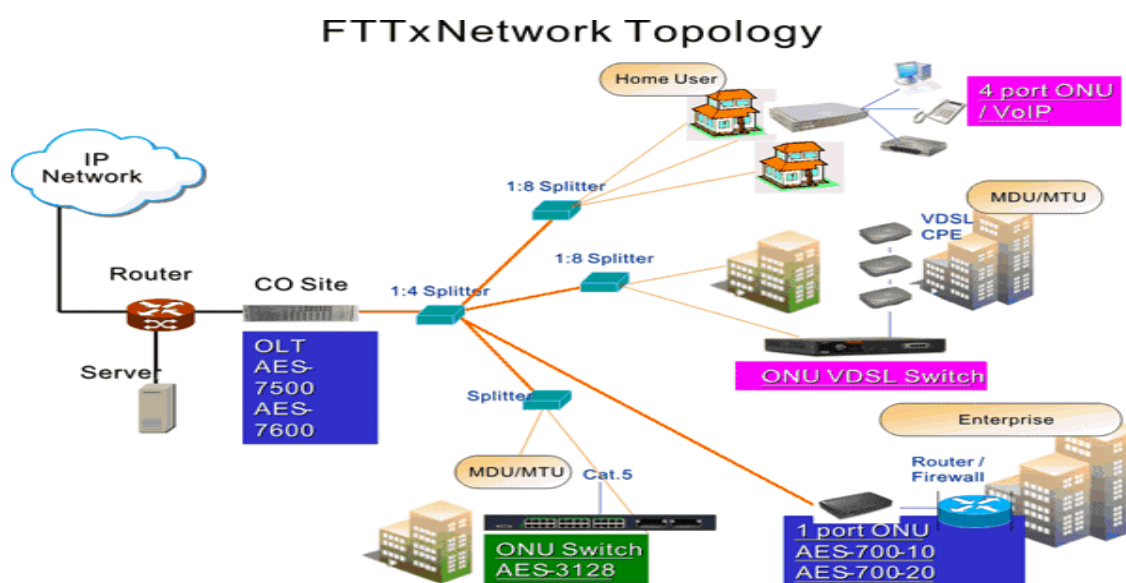 FTTxNetwork Topology
Home User
4 port ONU
/ VoIP
IP
Network
1:8 Splitter
MDU/MTU
VDSL
CPE
Router
CO Site
1:4 Splitter
1:8 Splitter
OLT
AES-
7500
AES-
7600
Server
ONU VDSL Switch
Splitter
Enterprise
MDU/MTU
Cat.5
Router /
Firewall
ONU Switch
AES-3128
1 port ONU
AES-700-10
AES-700-20